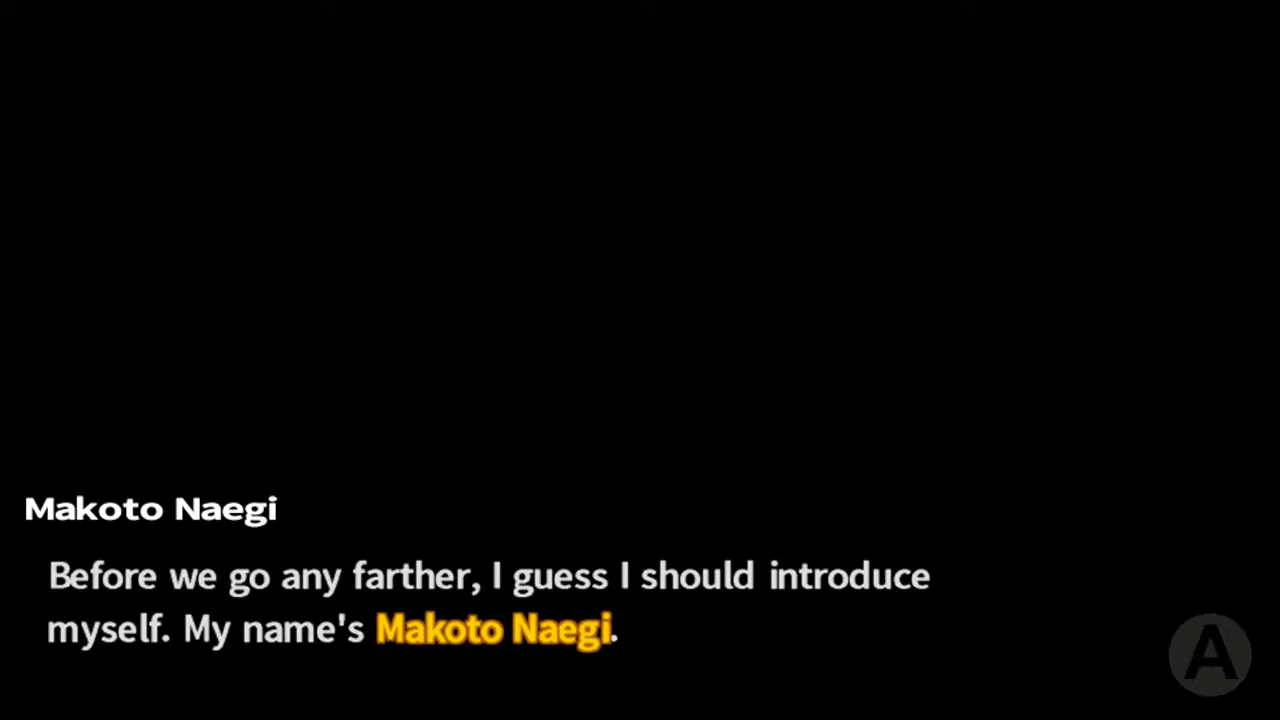 Makoto Naegi
Before we go any farther, I guess I should introduce
myself. My name's Makoto Naegi.
A